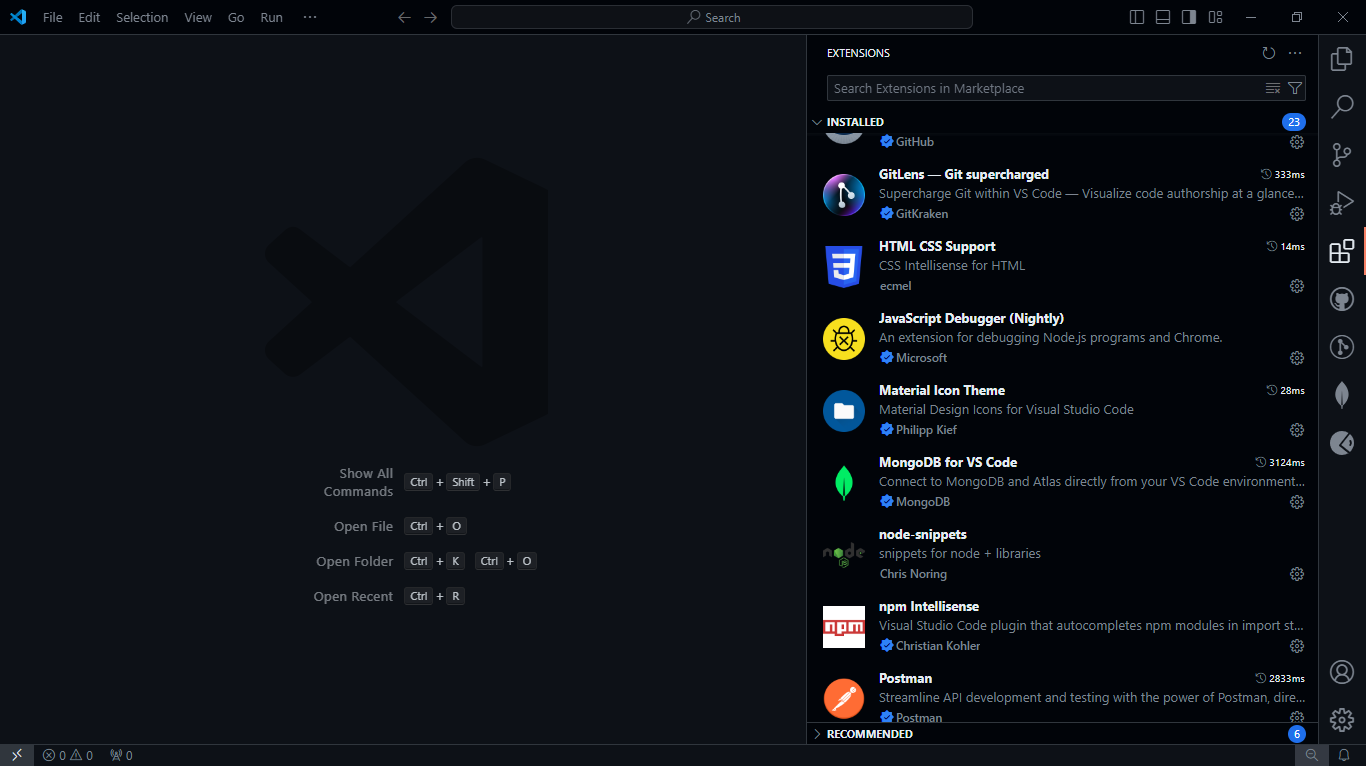 File Edit Selection View Go Run ···
Search
EXTENSIONS
Search Extensions in Marketplace
INSTALLED 23
GitHub
GitLens — Git supercharged 333ms
Supercharge Git within VS Code — Visualize code authorship at a glance...
GitKraken
HTML CSS Support 14ms
CSS Intellisense for HTML
ecmel
JavaScript Debugger (Nightly)
An extension for debugging Node.js programs and Chrome.
Microsoft
Material Icon Theme 28ms
Material Design Icons for Visual Studio Code
Philipp Kief
MongoDB for VS Code 3124ms
Connect to MongoDB and Atlas directly from your VS Code environment...
MongoDB
node
node-snippets
snippets for node + libraries
Chris Noring
npm
npm Intellisense
Visual Studio Code plugin that autocompletes npm modules in import st...
Christian Kohler
Postman 2833ms
Streamline API development and testing with the power of Postman, dire...
Postman
RECOMMENDED 6
Show All
Commands
Ctrl + Shift + P
Open File Ctrl + O
Open Folder Ctrl + K Ctrl + O
Open Recent Ctrl + R
0 0 0